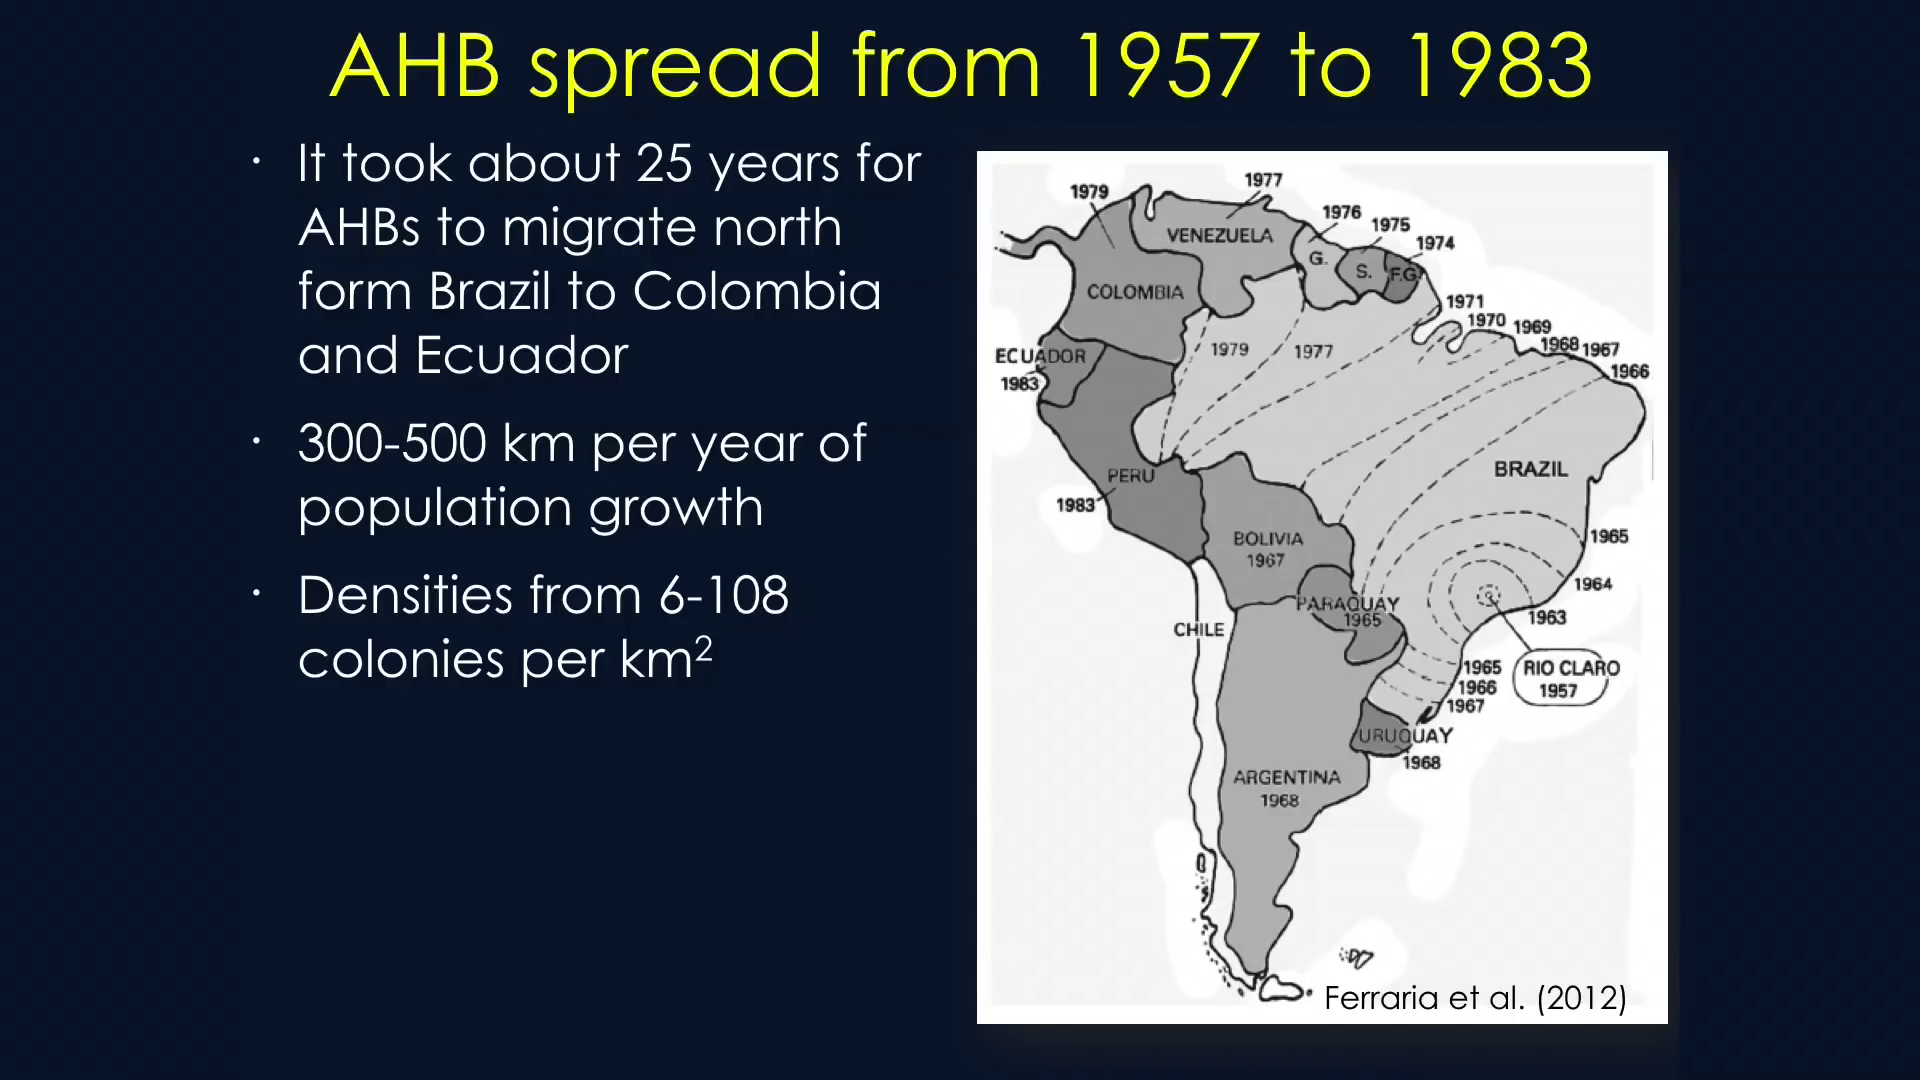 AHB spread from 1957 to 1983
· It took about 25 years for
AHBs to migrate north
form Brazil to Colombia
and Ecuador
· 300-500 km per year of
population growth
· Densities from 6-108
colonies per km²
1979
1977
1976
1975
1974
VENEZUELA
G.
S.
F.G.
COLOMBIA
1971
1970
1969
1968
1967
1966
ECUADOR
1983
1979
1977
BRAZIL
PERU
1983
BOLIVIA
1967
1965
1964
1963
PARAQUAY
1965
CHILE
1965
1966
1967
RIO CLARO
1957
URUQUAY
1968
ARGENTINA
1968
Ferraria et al. (2012)